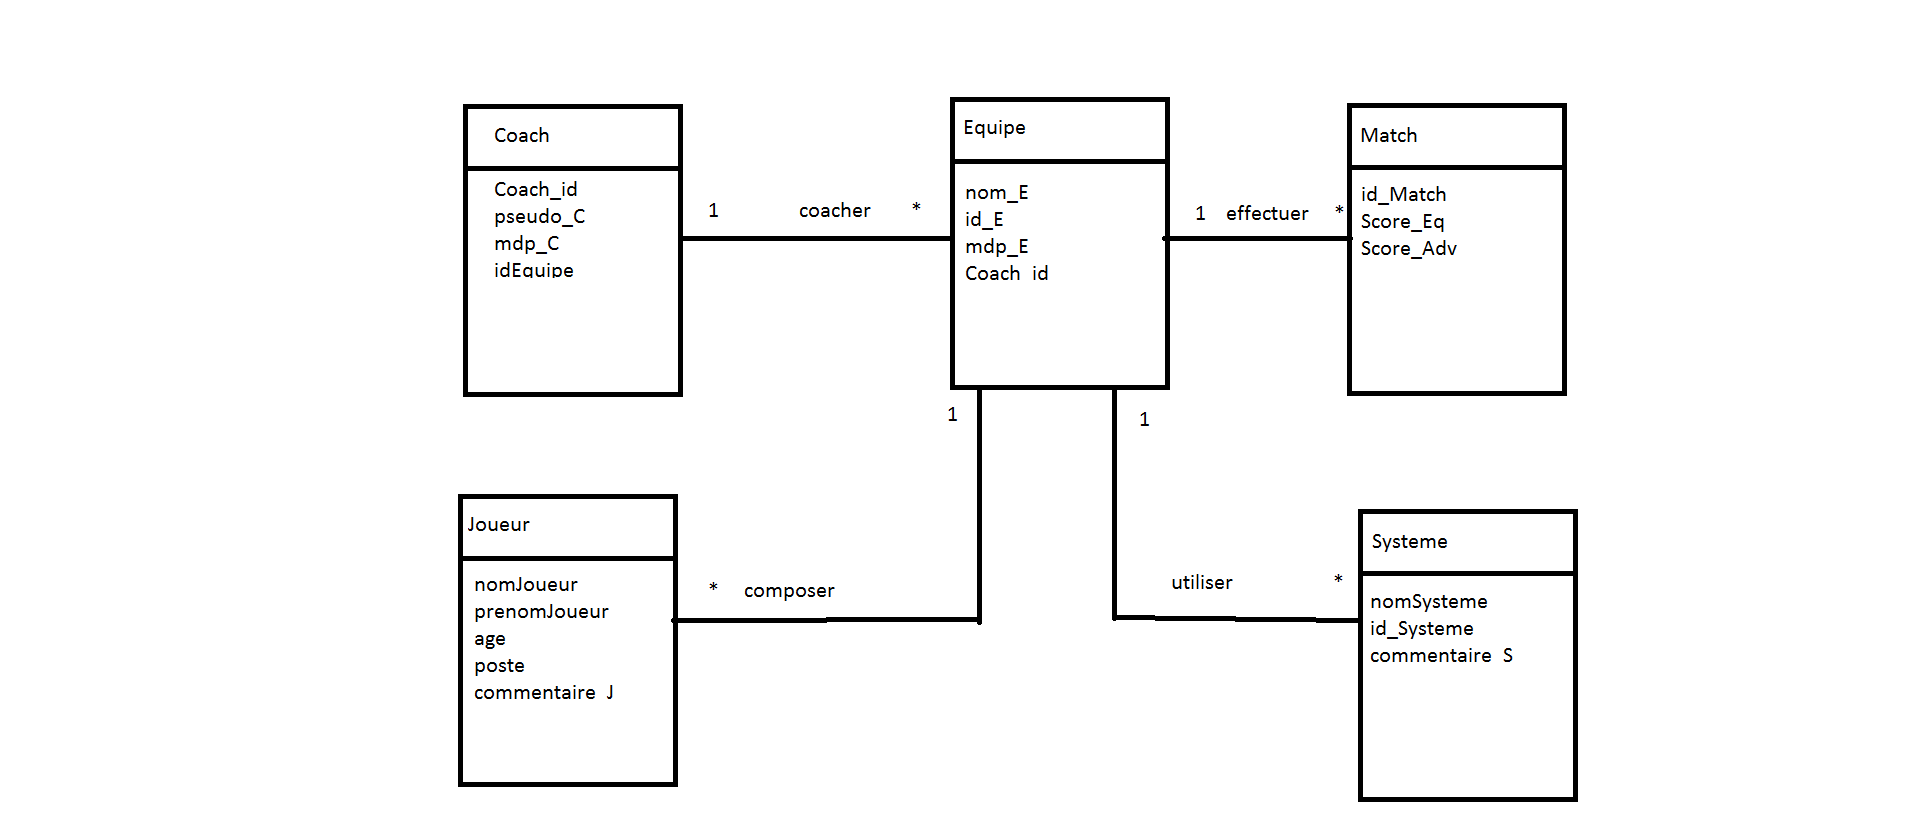 Coach
Coach_id
pseudo_C
mdp_C
idEquipe
1 coacher *
Equipe
nom_E
id_E
mdp_E
Coach_id
1 effectuer *
Match
id_Match
Score_Eq
Score_Adv
1
1
Joueur
nomJoueur
prenomJoueur
age
poste
commentaire_J
* composer
utiliser *
Systeme
nomSysteme
id_Systeme
commentaire_S